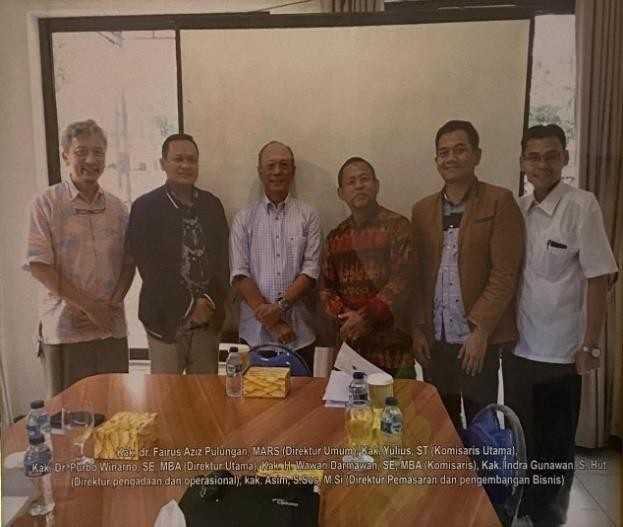 Kak. dr. Fairus Aziz Pulungan, MARS (Direktur Umum), Kak. Yulius, ST (Komisaris Utama),
Kak. Dr. Purbo Winarno, SE, MBA (Direktur Utama), Kak. H. Wawan Darmawan, SE, MBA (Komisaris), Kak. Indra Gunawan, S. Hut
(Direktur pengadaan dan operasional), kak. Asim, S.Sos, M.Si (Direktur Pemasaran dan pengembangan Bisnis)